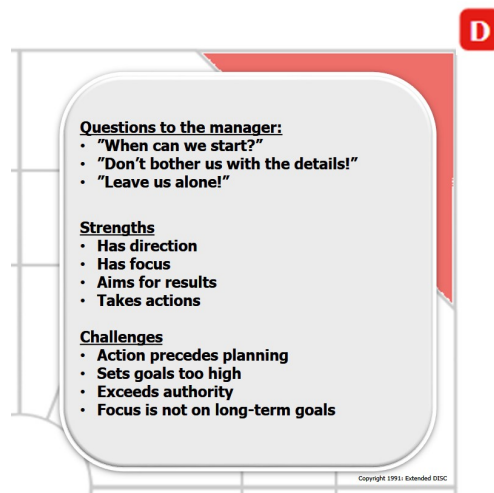 D
Questions to the manager:
• ”When can we start?”
• ”Don’t bother us with the details!”
• ”Leave us alone!”
Strengths
• Has direction
• Has focus
• Aims for results
• Takes actions
Challenges
• Action precedes planning
• Sets goals too high
• Exceeds authority
• Focus is not on long-term goals
Copyright 1991: Extended DISC